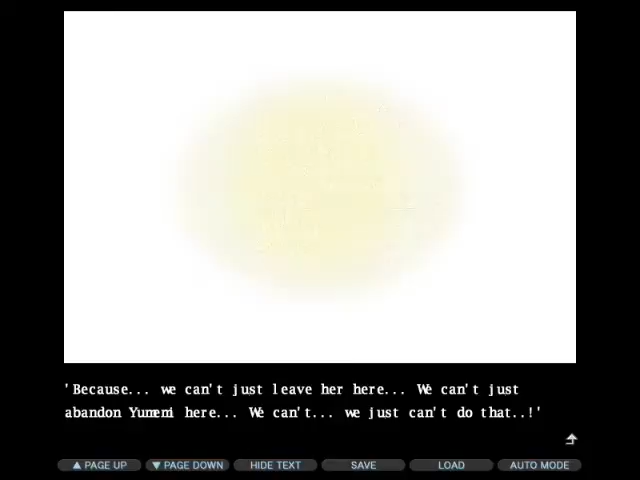 'Because... we can't just leave her here... We can't just
abandon Yumemi here... We can't... we just can't do that..!'
▲ PAGE UP ▼ PAGE DOWN HIDE TEXT SAVE LOAD AUTO MODE